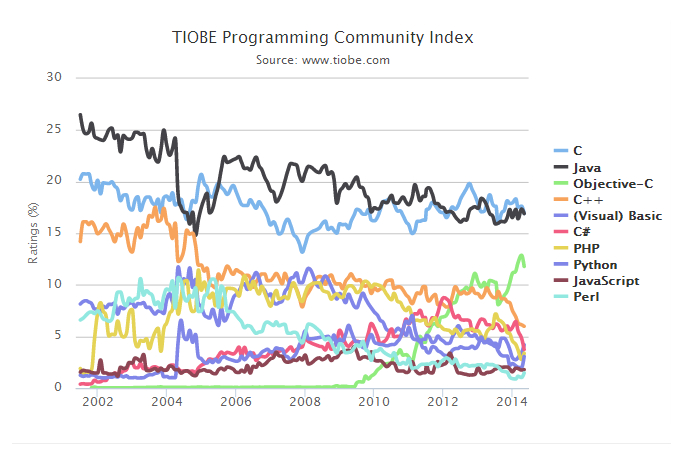 TIOBE Programming Community Index
Source: www.tiobe.com
Ratings (%)
30
25
20
15
10
5
0
2002 2004 2006 2008 2010 2012 2014
C
Java
Objective-C
C++
(Visual) Basic
C#
PHP
Python
JavaScript
Perl